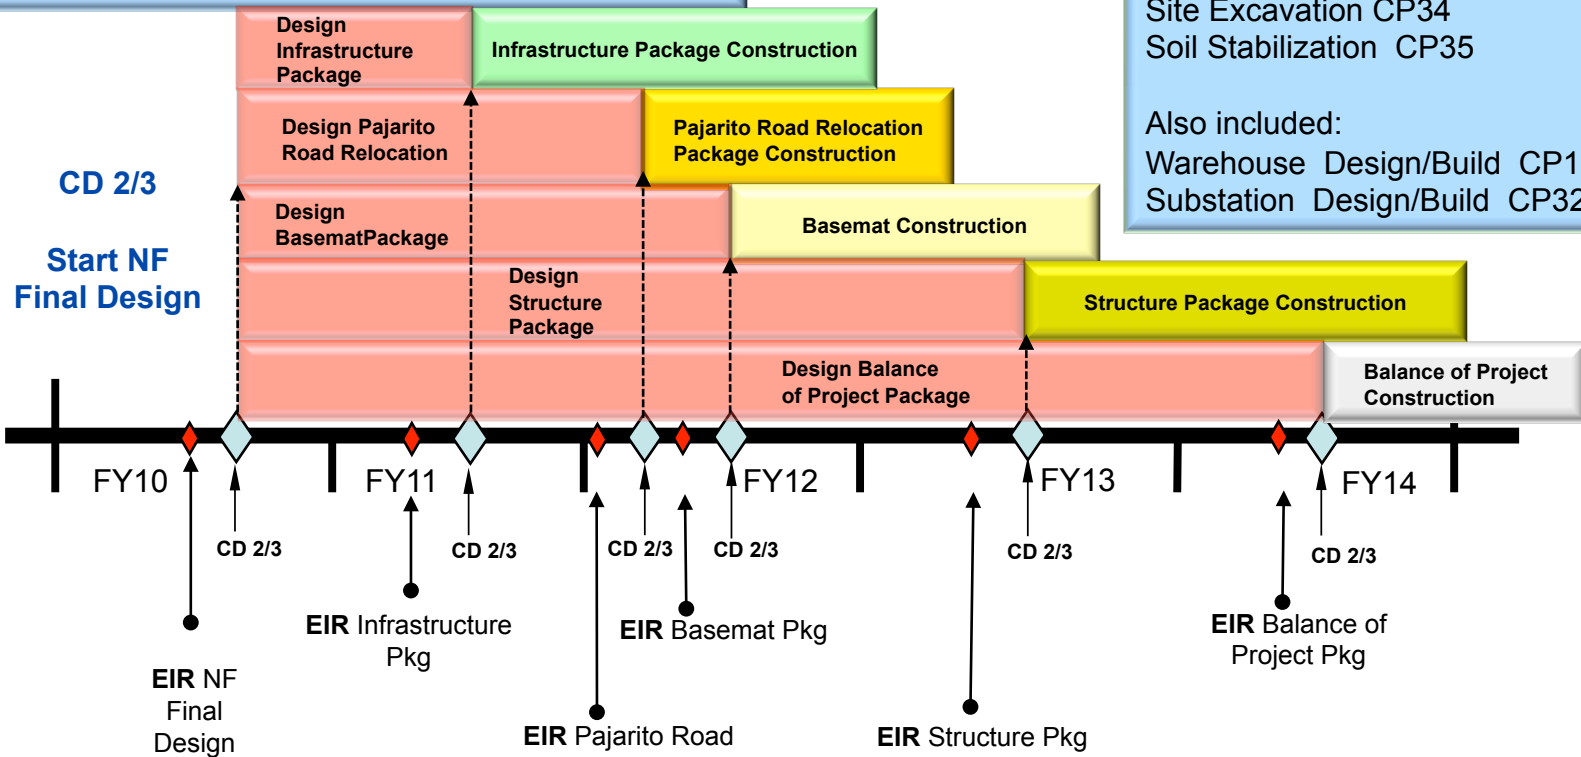 Site Excavation CP34
Soil Stabilization CP35
Also included:
Warehouse Design/Build CP1
Substation Design/Build CP32
Design
Infrastructure
Package
Infrastructure Package Construction
Design Pajarito
Road Relocation
Pajarito Road Relocation
Package Construction
CD 2/3
Start NF
Final Design
Design
BasematPackage
Basemat Construction
Design
Structure
Package
Structure Package Construction
Design Balance
of Project Package
Balance of Project
Construction
FY10
FY11
FY12
FY13
FY14
CD 2/3
CD 2/3
CD 2/3
CD 2/3
CD 2/3
CD 2/3
EIR NF
Final
Design
EIR Infrastructure
Pkg
EIR Pajarito Road
EIR Basemat Pkg
EIR Structure Pkg
EIR Balance of
Project Pkg